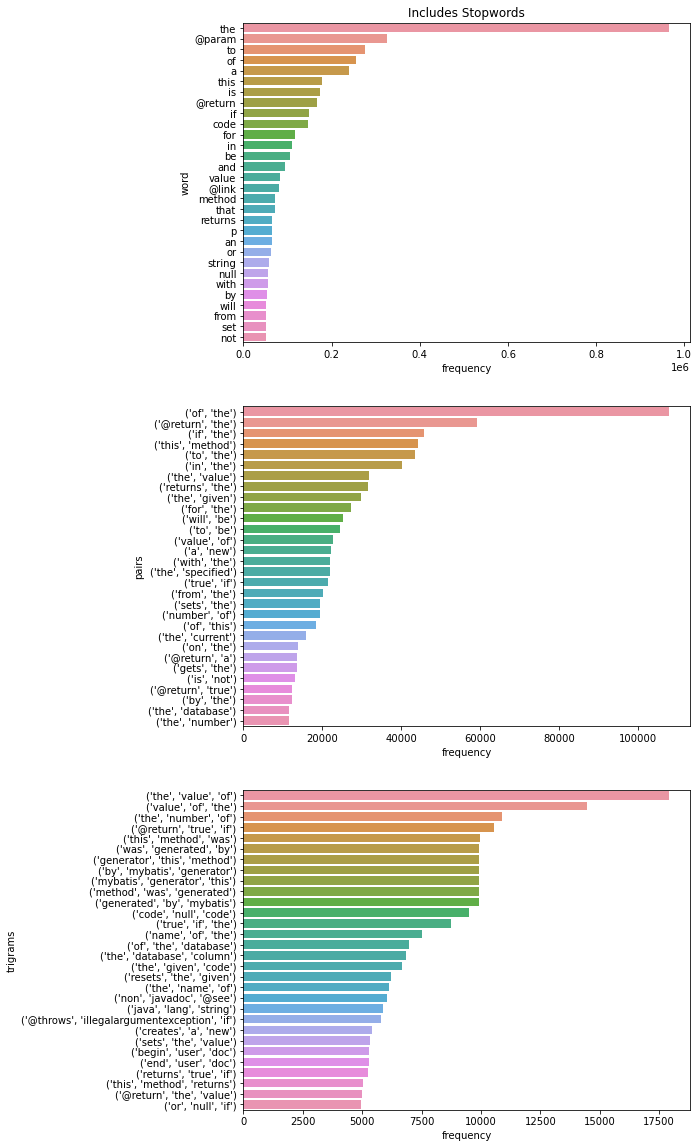 Includes Stopwords
the
@param
to
of
a
this
is
@return
if
code
for
in
be
and
value
@link
method
that
returns
p
an
or
string
null
with
by
will
from
set
not
word
0.0 0.2 0.4 0.6 0.8 1.0
1e6
frequency
('of', 'the')
('@return', 'the')
('if', 'the')
('this', 'method')
('to', 'the')
('in', 'the')
('the', 'value')
('returns', 'the')
('the', 'given')
('for', 'the')
('will', 'be')
('to', 'be')
('value', 'of')
('a', 'new')
('with', 'the')
('the', 'specified')
('true', 'if')
('from', 'the')
('sets', 'the')
('number', 'of')
('of', 'this')
('the', 'current')
('on', 'the')
('@return', 'a')
('gets', 'the')
('is', 'not')
('@return', 'true')
('by', 'the')
('the', 'database')
('the', 'number')
pairs
0 20000 40000 60000 80000 100000
frequency
('the', 'value', 'of')
('value', 'of', 'the')
('the', 'number', 'of')
('@return', 'true', 'if')
('this', 'method', 'was')
('was', 'generated', 'by')
('generator', 'this', 'method')
('by', 'mybatis', 'generator')
('mybatis', 'generator', 'this')
('method', 'was', 'generated')
('generated', 'by', 'mybatis')
('code', 'null', 'code')
('true', 'if', 'the')
('name', 'of', 'the')
('of', 'the', 'database')
('the', 'database', 'column')
('the', 'given', 'code')
('resets', 'the', 'given')
('the', 'name', 'of')
('non', 'javadoc', '@see')
('java', 'lang', 'string')
('@throws', 'illegalargumentexception', 'if')
('creates', 'a', 'new')
('sets', 'the', 'value')
('begin', 'user', 'doc')
('end', 'user', 'doc')
('returns', 'true', 'if')
('this', 'method', 'returns')
('@return', 'the', 'value')
('or', 'null', 'if')
trigrams
0 2500 5000 7500 10000 12500 15000 17500
frequency